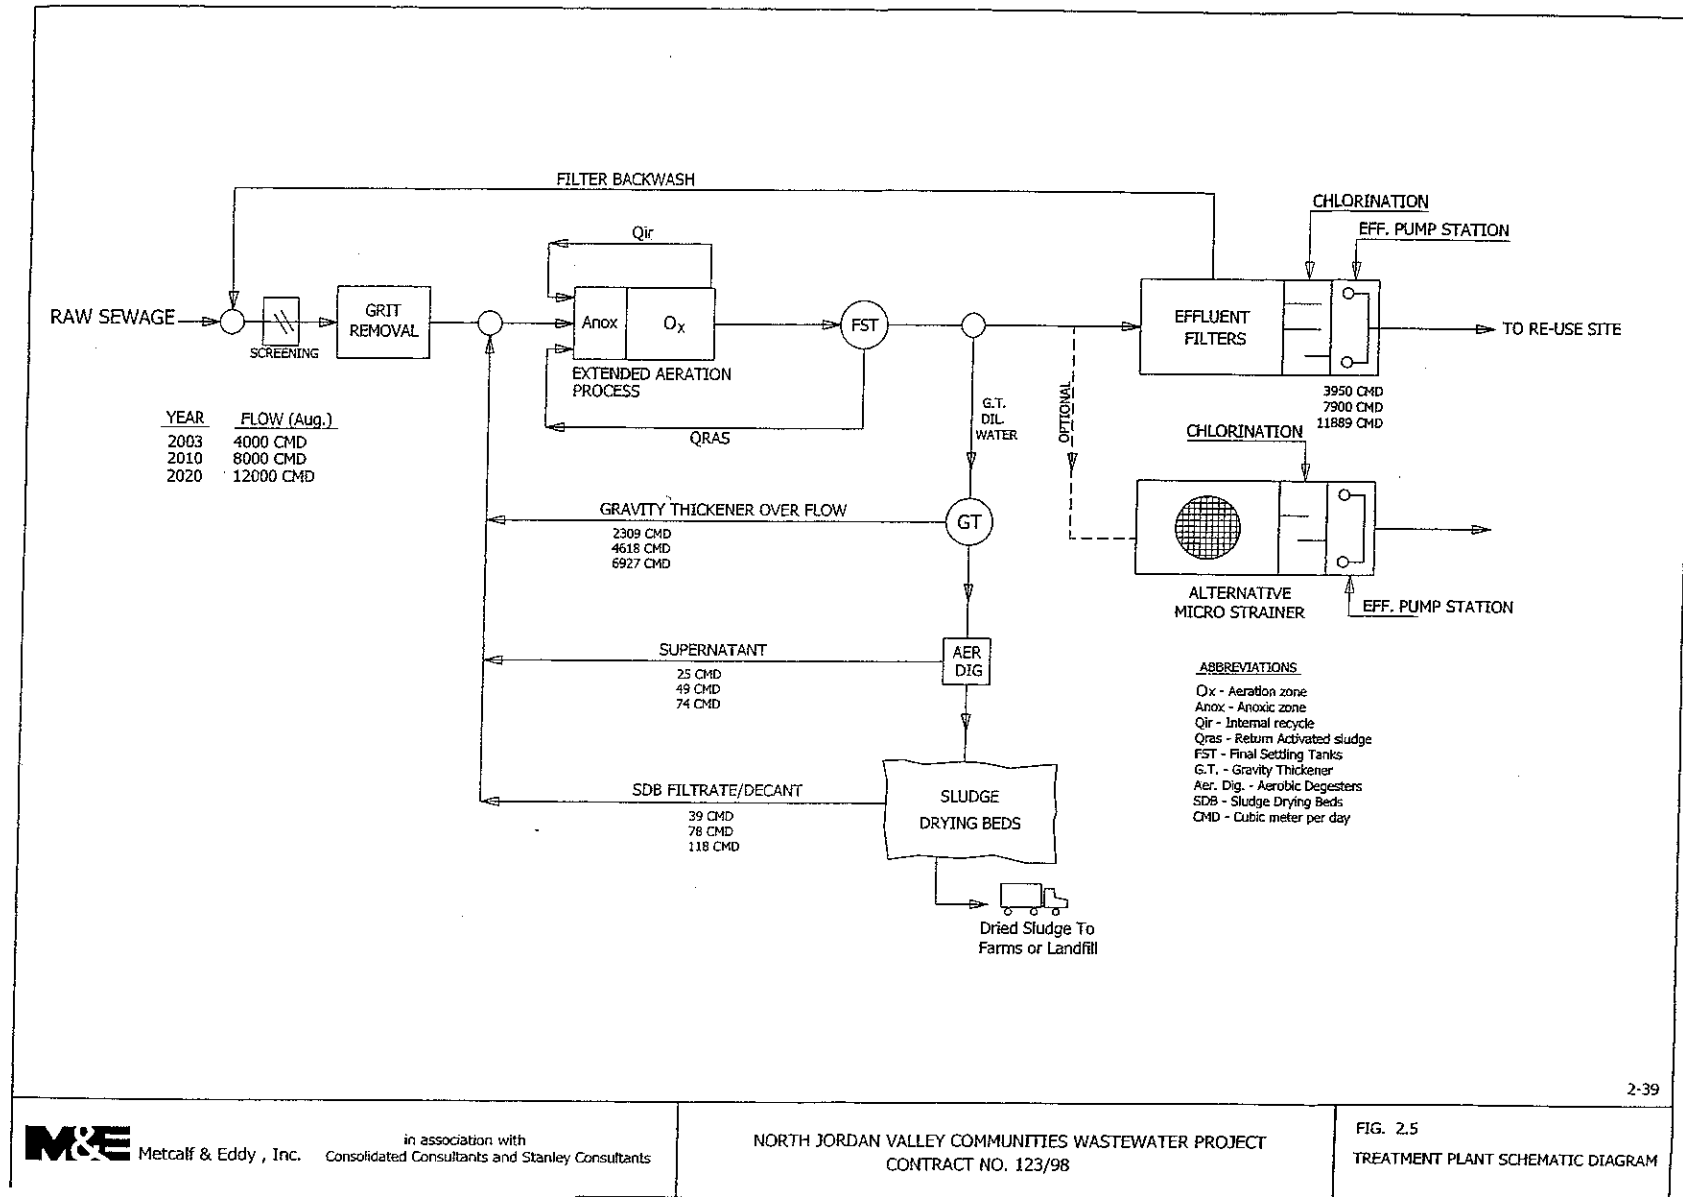 FILTER BACKWASH
CHLORINATION
EFF. PUMP STATION
Qir
RAW SEWAGE
SCREENING
GRIT
REMOVAL
Anox
Ox
EXTENDED AERATION
PROCESS
FST
EFFLUENT
FILTERS
TO RE-USE SITE
3950 CMD
7900 CMD
11889 CMD
QRAS
G.T.
DIL.
WATER
OPTIONAL
YEAR FLOW (Aug.)
2003 4000 CMD
2010 8000 CMD
2020 12000 CMD
CHLORINATION
GRAVITY THICKENER OVER FLOW
2309 CMD
4618 CMD
6927 CMD
GT
ALTERNATIVE
MICRO STRAINER
EFF. PUMP STATION
SUPERNATANT
25 CMD
49 CMD
74 CMD
AER
DIG
ABBREVIATIONS
Ox - Aeration zone
Anox - Anoxic zone
Qir - Internal recycle
Qras - Return Activated sludge
FST - Final Settling Tanks
G.T. - Gravity Thickener
Aer. Dig. - Aerobic Degesters
SDB - Sludge Drying Beds
CMD - Cubic meter per day
SDB FILTRATE/DECANT
39 CMD
78 CMD
118 CMD
SLUDGE
DRYING BEDS
Dried Sludge To
Farms or Landfill
2-39
M&E Metcalf & Eddy , Inc.
in association with
Consolidated Consultants and Stanley Consultants
NORTH JORDAN VALLEY COMMUNITIES WASTEWATER PROJECT
CONTRACT NO. 123/98
FIG. 2.5
TREATMENT PLANT SCHEMATIC DIAGRAM